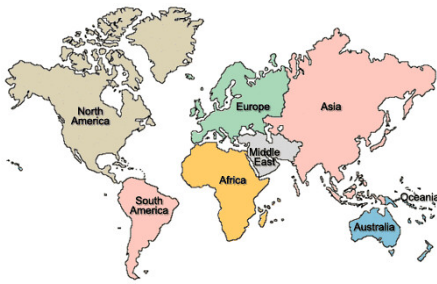 North
America
Europe
Asia
Middle
East
Africa
South
America
Oceania
Australia